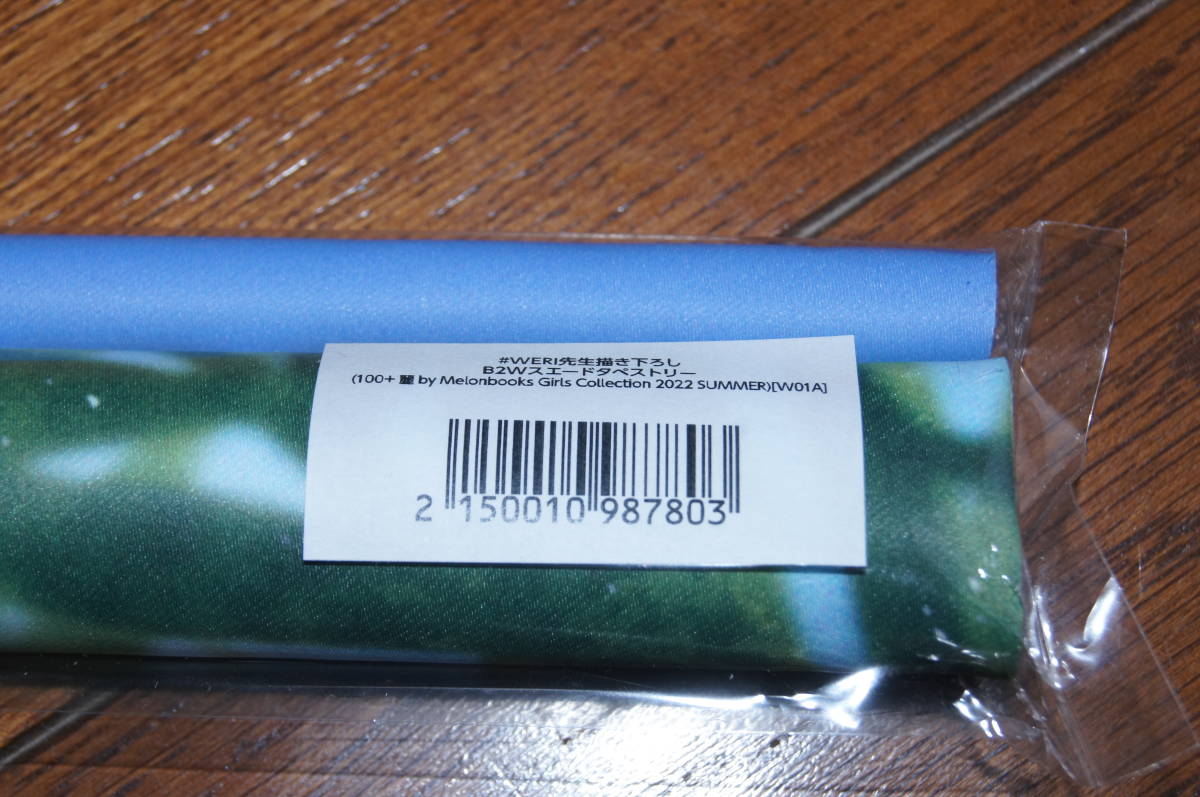 #WERI先生描き下ろし
B2Wスエードタペストリー
(100+ 麗 by Melonbooks Girls Collection 2022 SUMMER)[W01A]
2 150010 987803